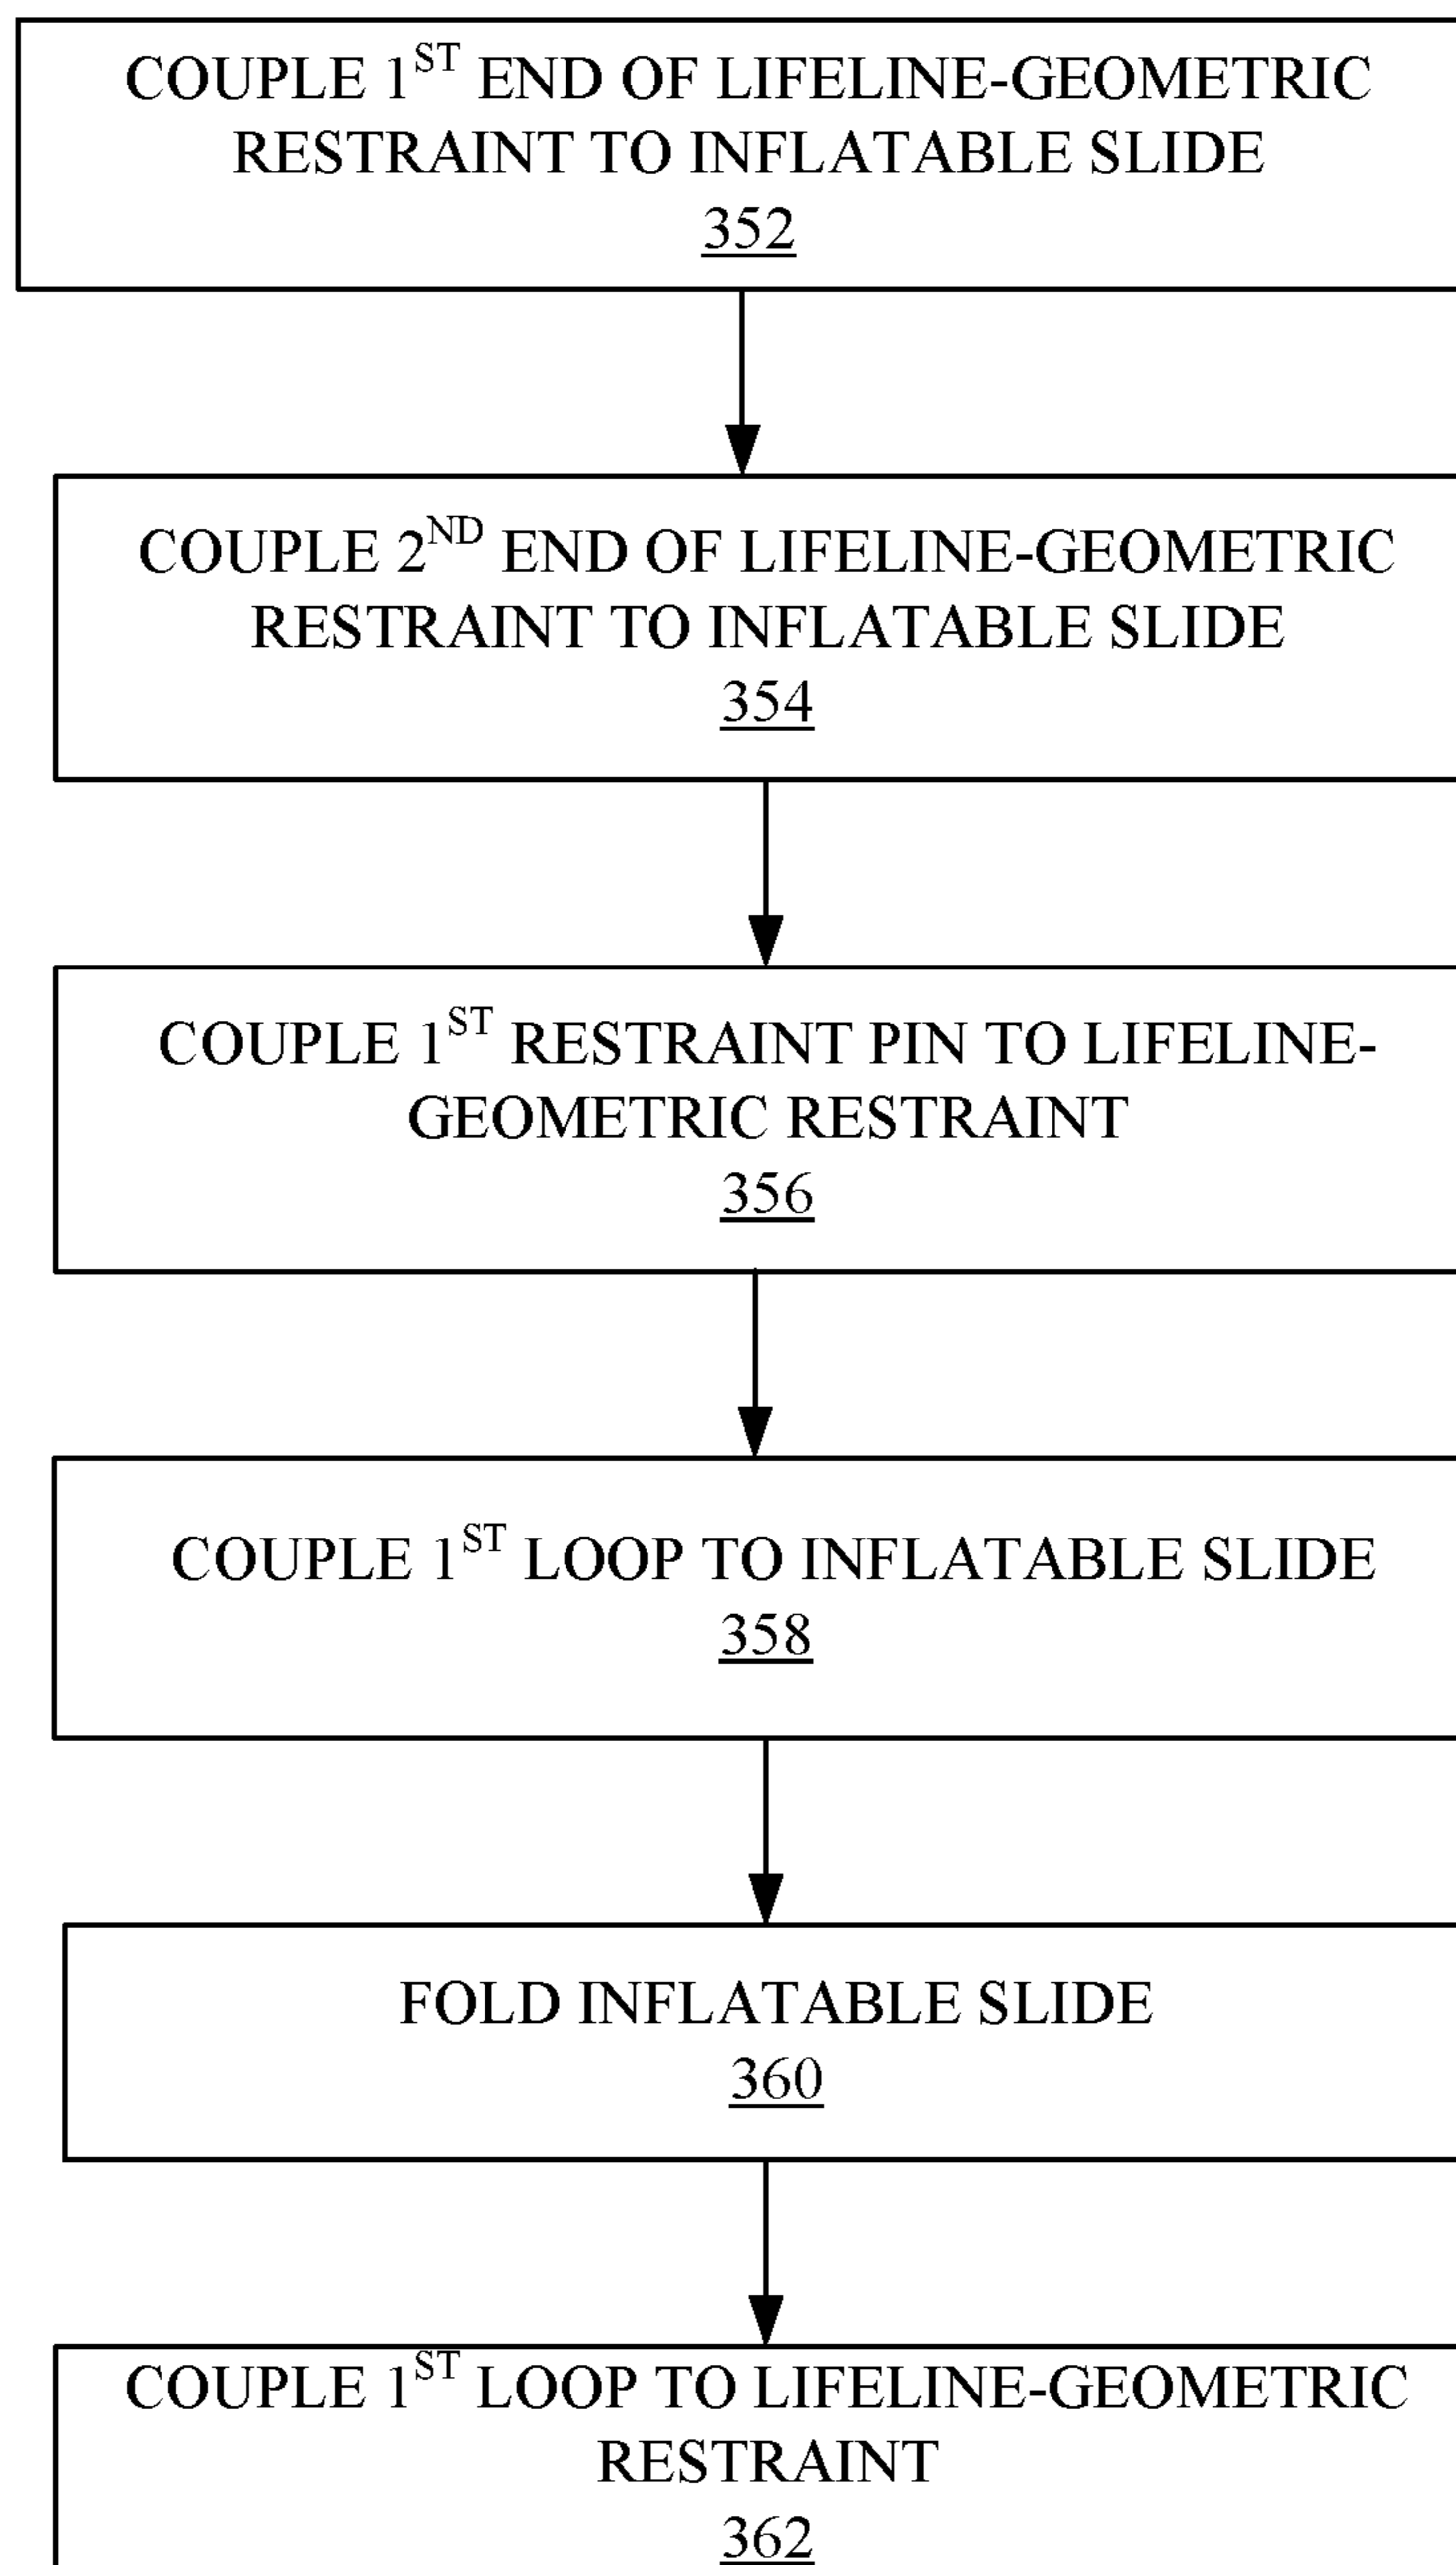 COUPLE 1ST END OF LIFELINE-GEOMETRIC
RESTRAINT TO INFLATABLE SLIDE
352
COUPLE 2ND END OF LIFELINE-GEOMETRIC
RESTRAINT TO INFLATABLE SLIDE
354
COUPLE 1ST RESTRAINT PIN TO LIFELINE-
GEOMETRIC RESTRAINT
356
COUPLE 1ST LOOP TO INFLATABLE SLIDE
358
FOLD INFLATABLE SLIDE
360
COUPLE 1ST LOOP TO LIFELINE-GEOMETRIC
RESTRAINT
362